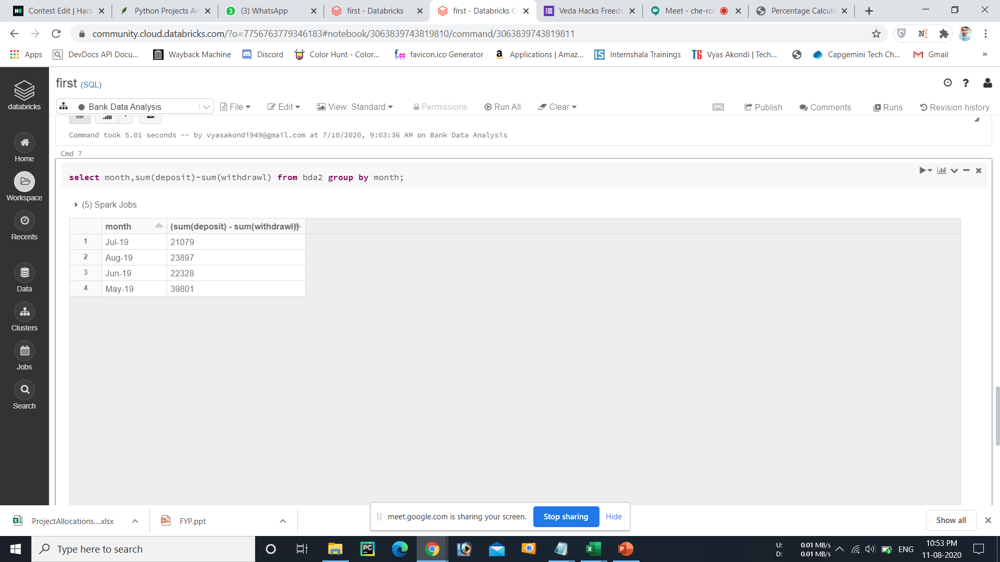 Contest Edit | Hack
Python Projects Ar
(3) WhatsApp
first - Databricks
first - Databricks C
Veda Hacks Freedo
Meet - che-rci
Percentage Calcula
community.cloud.databricks.com/?o=7756763779346183#notebook/3063839743819810/command/3063839743819811
Apps
DevDocs API Docu...
Wayback Machine
Discord
Color Hunt - Color...
f.cc favicon.ico Generator
Applications | Amaz...
IS Internshala Trainings
TG Vyas Akondi | Tech...
Capgemini Tech Ch...
Gmail
»
databricks
Home
Workspace
Recents
Data
Clusters
Jobs
Search
first (SQL)
Bank Data Analysis
File
Edit
View: Standard
Permissions
Run All
Clear
Publish
Comments
Runs
Revision history
Command took 5.01 seconds -- by vyasakondi949@gmail.com at 7/10/2020, 9:03:36 AM on Bank Data Analysis
Cmd 7
select month,sum(deposit)-sum(withdrawl) from bda2 group by month;
(5) Spark Jobs
month (sum(deposit) - sum(withdrawl))
1 Jul-19 21079
2 Aug-19 23897
3 Jun-19 22328
4 May-19 39801
ProjectAllocations....xlsx
FYP.ppt
meet.google.com is sharing your screen.
Stop sharing
Hide
Show all
Type here to search
U: 0.01 MB/s
D: 0.01 MB/s
ENG
10:53 PM
11-08-2020